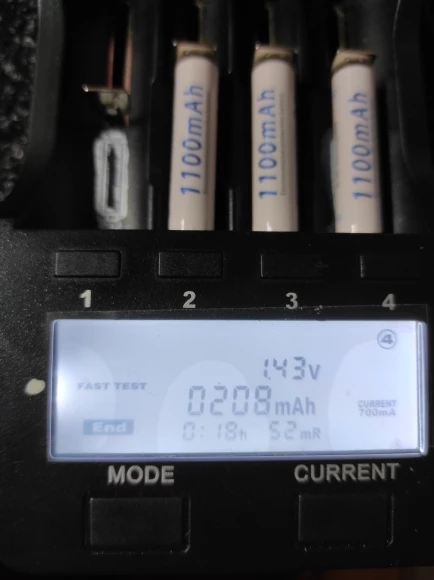 1100mAh
1100mAh
1100mAh
1 2 3 4
4
1.43V
FAST TEST
0208mAh
CURRENT
700mA
End
0:18h 52mR
MODE CURRENT